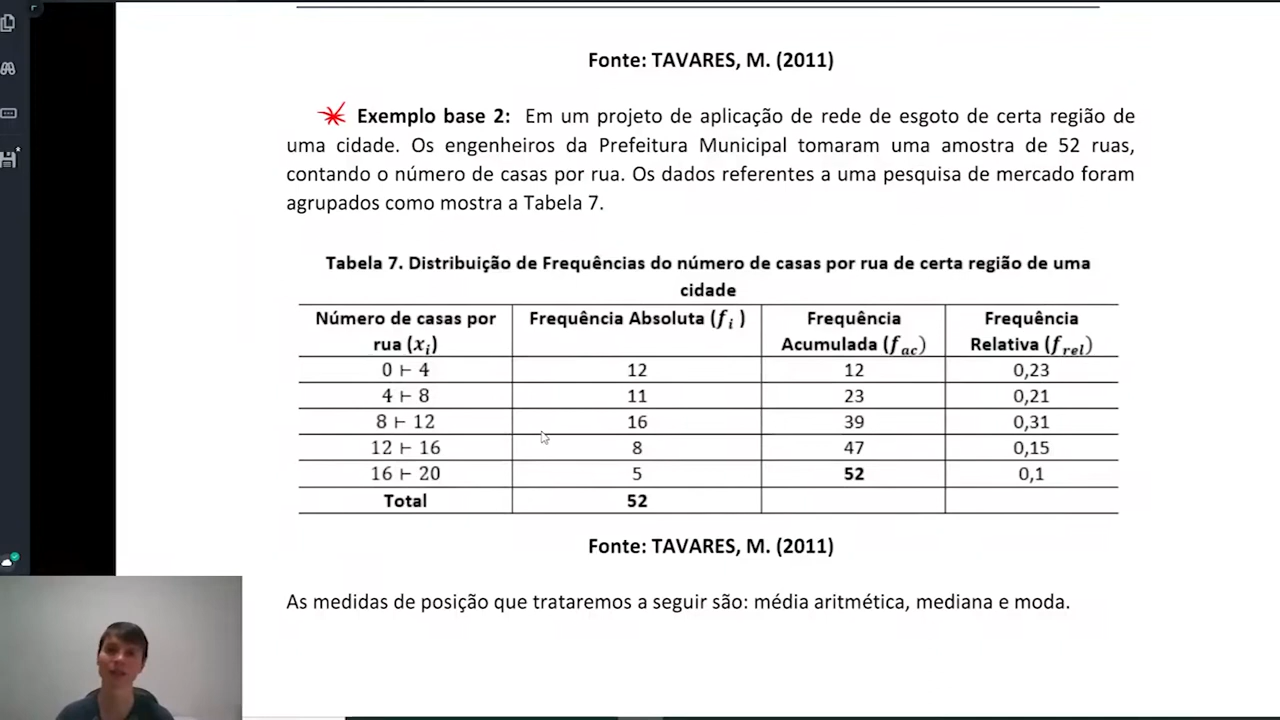 Fonte: TAVARES, M. (2011)
Exemplo base 2: Em um projeto de aplicação de rede de esgoto de certa região de
uma cidade. Os engenheiros da Prefeitura Municipal tomaram uma amostra de 52 ruas,
contando o número de casas por rua. Os dados referentes a uma pesquisa de mercado foram
agrupados como mostra a Tabela 7.
Tabela 7. Distribuição de Frequências do número de casas por rua de certa região de uma
cidade
Número de casas por rua (xᵢ) Frequência Absoluta (fᵢ ) Frequência Acumulada (f_ac) Frequência Relativa (f_rel)
0 ⊢ 4 12 12 0,23
4 ⊢ 8 11 23 0,21
8 ⊢ 12 16 39 0,31
12 ⊢ 16 8 47 0,15
16 ⊢ 20 5 52 0,1
Total 52
Fonte: TAVARES, M. (2011)
As medidas de posição que trataremos a seguir são: média aritmética, mediana e moda.